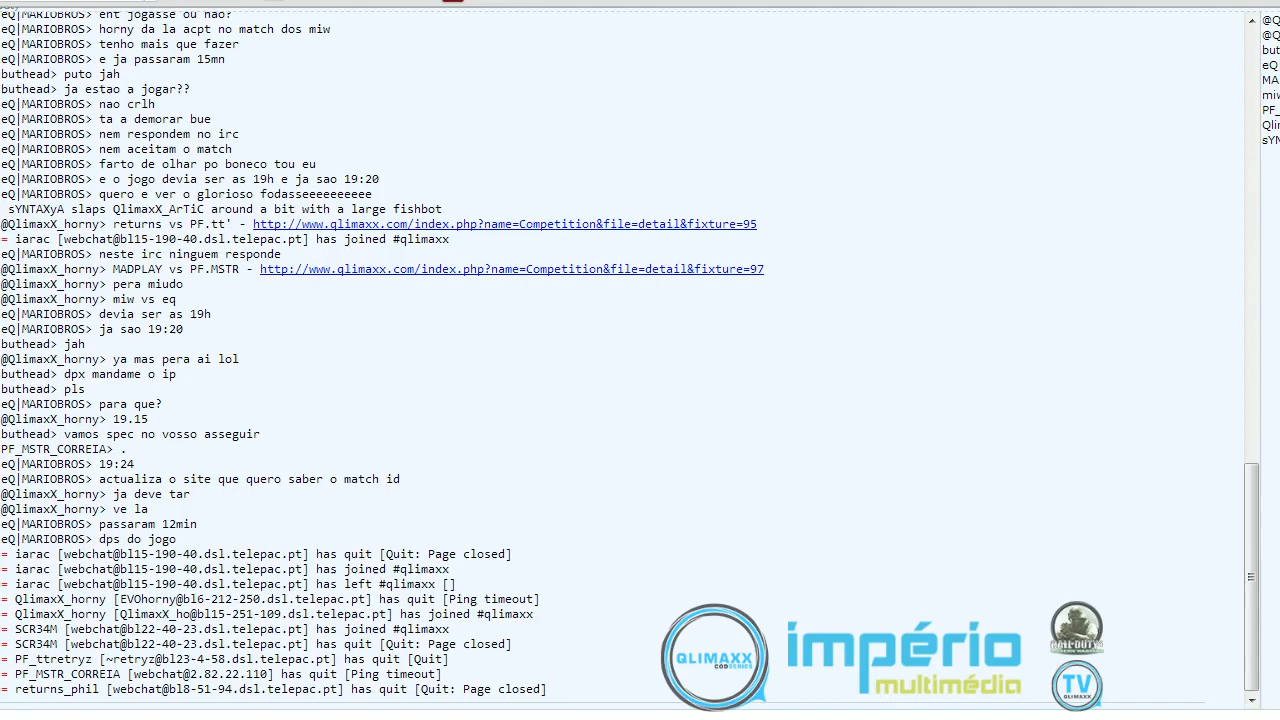 eQ|MARIOBROS> ent jogasse ou nao?
eQ|MARIOBROS> horny da la acpt no match dos miw
eQ|MARIOBROS> tenho mais que fazer
eQ|MARIOBROS> e ja passaram 15mn
buthead> puto jah
buthead> ja estao a jogar??
eQ|MARIOBROS> nao crlh
eQ|MARIOBROS> ta a demorar bue
eQ|MARIOBROS> nem respondem no irc
eQ|MARIOBROS> nem aceitam o match
eQ|MARIOBROS> farto de olhar po boneco tou eu
eQ|MARIOBROS> e o jogo devia ser as 19h e ja sao 19:20
eQ|MARIOBROS> quero e ver o glorioso fodasseeeeeeeeee
sYNTAXyA slaps QlimaxX_ArTiC around a bit with a large fishbot
@QlimaxX_horny> returns vs PF.tt' - http://www.qlimaxx.com/index.php?name=Competition&file=detail&fixture=95
= iarac [webchat@bl15-190-40.dsl.telepac.pt] has joined #qlimaxx
eQ|MARIOBROS> neste irc ninguem responde
@QlimaxX_horny> MADPLAY vs PF.MSTR - http://www.qlimaxx.com/index.php?name=Competition&file=detail&fixture=97
@QlimaxX_horny> pera miudo
@QlimaxX_horny> miw vs eq
eQ|MARIOBROS> devia ser as 19h
eQ|MARIOBROS> ja sao 19:20
buthead> jah
@QlimaxX_horny> ya mas pera ai lol
buthead> dpx mandame o ip
buthead> pls
eQ|MARIOBROS> para que?
@QlimaxX_horny> 19.15
buthead> vamos spec no vosso asseguir
PF_MSTR_CORREIA> .
eQ|MARIOBROS> 19:24
eQ|MARIOBROS> actualiza o site que quero saber o match id
@QlimaxX_horny> ja deve tar
@QlimaxX_horny> ve la
eQ|MARIOBROS> passaram 12min
eQ|MARIOBROS> dps do jogo
= iarac [webchat@bl15-190-40.dsl.telepac.pt] has quit [Quit: Page closed]
= iarac [webchat@bl15-190-40.dsl.telepac.pt] has joined #qlimaxx
= iarac [webchat@bl15-190-40.dsl.telepac.pt] has left #qlimaxx []
= QlimaxX_horny [EVOhorny@bl6-212-250.dsl.telepac.pt] has quit [Ping timeout]
= QlimaxX_horny [QlimaxX_ho@bl15-251-109.dsl.telepac.pt] has joined #qlimaxx
= SCR34M [webchat@bl22-40-23.dsl.telepac.pt] has joined #qlimaxx
= SCR34M [webchat@bl22-40-23.dsl.telepac.pt] has quit [Quit: Page closed]
= PF_ttretryz [~retryz@bl23-4-58.dsl.telepac.pt] has quit [Quit]
= PF_MSTR_CORREIA [webchat@2.82.22.110] has quit [Ping timeout]
= returns_phil [webchat@bl8-51-94.dsl.telepac.pt] has quit [Quit: Page closed]
@Q
@Q
but
eQ
MA
miw
PF_
Qli
sYN
QLIMAXX
CODSERIES
império
multimédia
TV
QLIMAXX